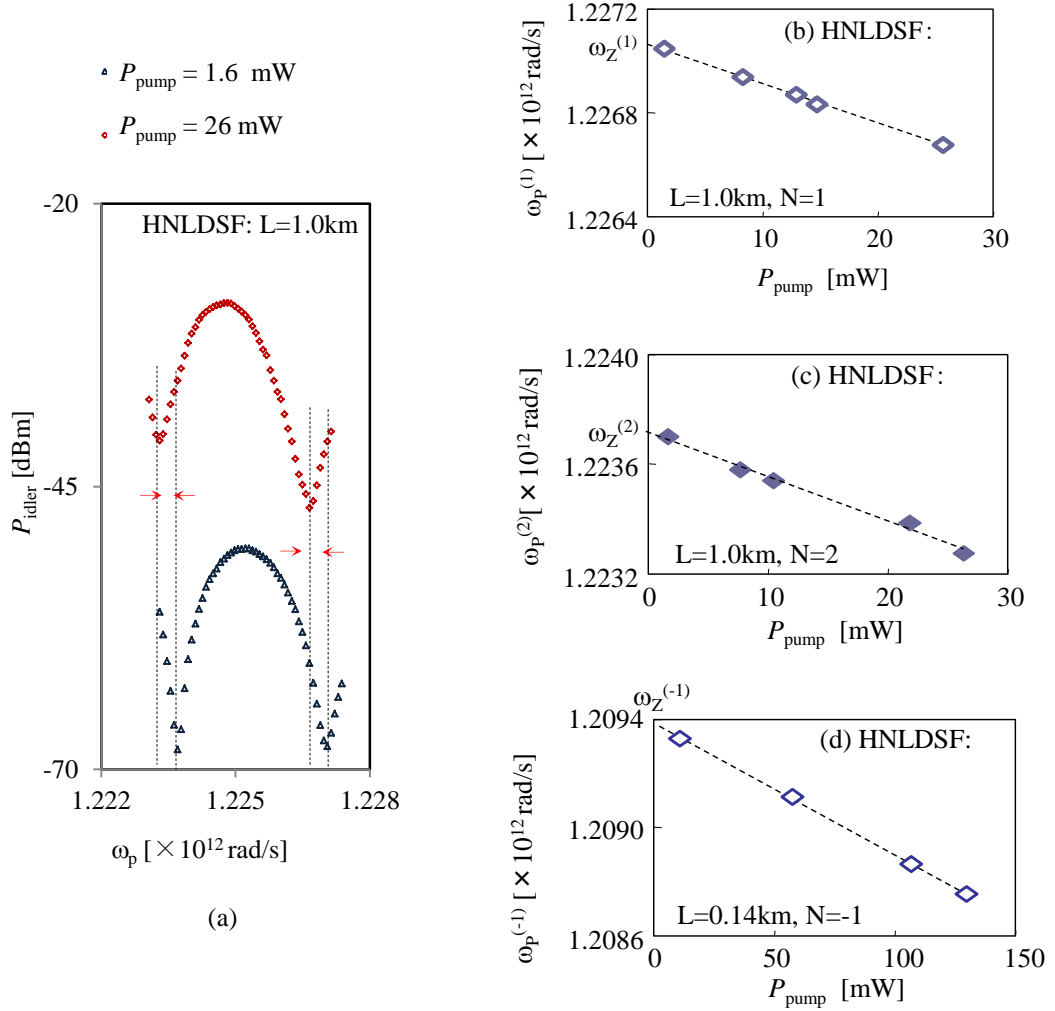 P_pump = 1.6 mW
P_pump = 26 mW
-20
HNLDSF: L=1.0km
P_idler [dBm]
-45
-70
1.222 1.225 1.228
ω_p [×10^12 rad/s]
(a)
1.2272
(b) HNLDSF:
ω_Z^(1)
1.2268
ω_P^(1) [×10^12 rad/s]
L=1.0km, N=1
1.2264
0 10 20 30
P_pump [mW]
1.2240
(c) HNLDSF:
ω_Z^(2)
1.2236
ω_P^(2)[×10^12 rad/s]
L=1.0km, N=2
1.2232
0 10 20 30
P_pump [mW]
ω_Z^(-1)
1.2094
(d) HNLDSF:
1.2090
ω_P^(-1) [×10^12 rad/s]
L=0.14km, N=-1
1.2086
0 50 100 150
P_pump [mW]